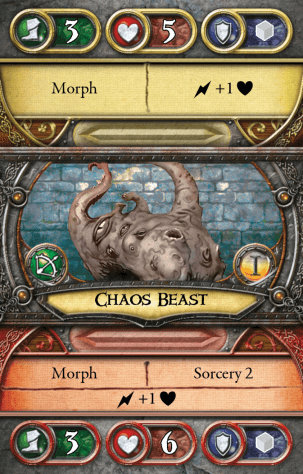 3 5
Morph +1
I
CHAOS BEAST
Morph Sorcery 2
+1
3 6